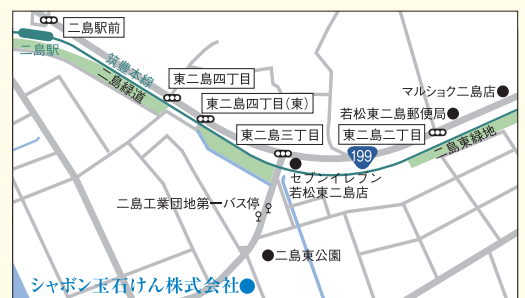 二島駅前
二島駅
筑豊本線
二島緑道
東二島四丁目
マルショク二島店
東二島四丁目(東)
若松東二島郵便局
東二島三丁目
東二島二丁目
199
二島東緑地
セブンイレブン
若松東二島店
二島工業団地第一バス停
二島東公園
シャボン玉石けん株式会社